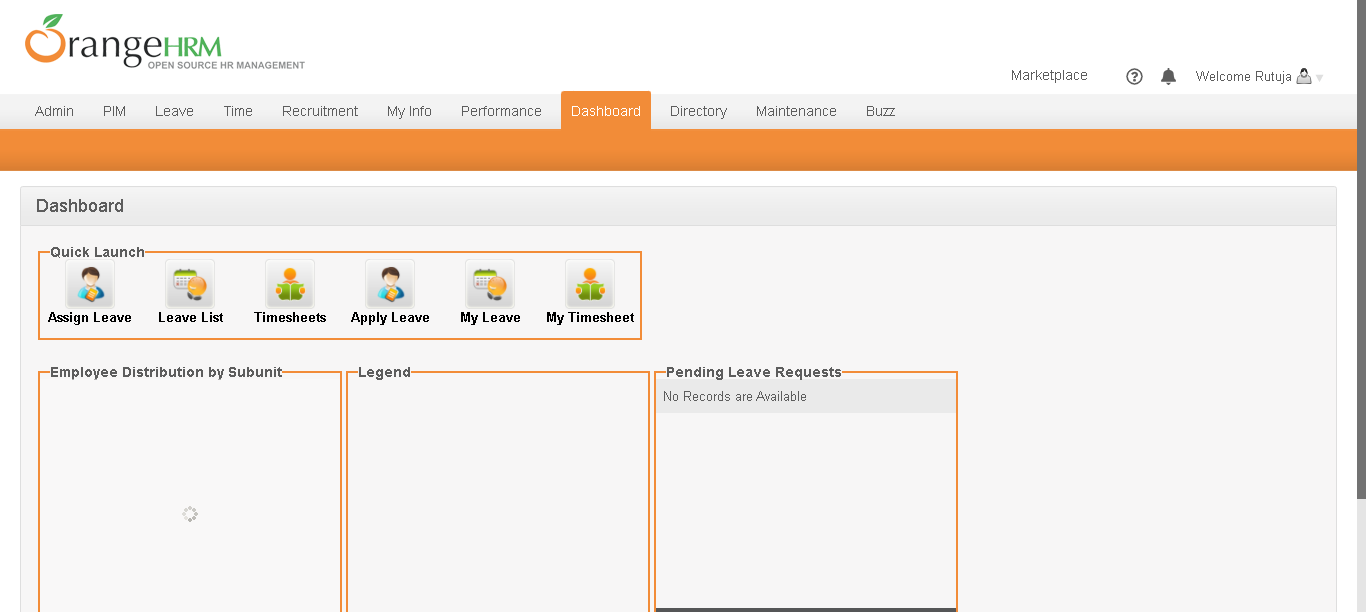 OrangeHRM
OPEN SOURCE HR MANAGEMENT
Marketplace ? Welcome Rutuja
Admin PIM Leave Time Recruitment My Info Performance Dashboard Directory Maintenance Buzz
Dashboard
Quick Launch
Assign Leave Leave List Timesheets Apply Leave My Leave My Timesheet
Employee Distribution by Subunit Legend Pending Leave Requests
No Records are Available